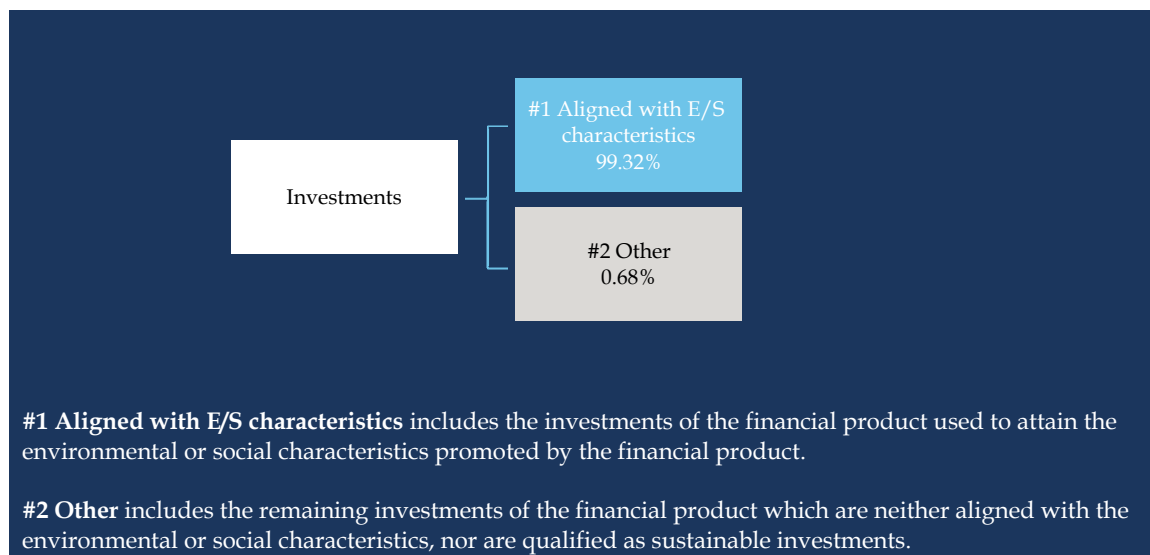 #1 Aligned with E/S
characteristics
99.32%
Investments
#2 Other
0.68%
#1 Aligned with E/S characteristics includes the investments of the financial product used to attain the
environmental or social characteristics promoted by the financial product.
#2 Other includes the remaining investments of the financial product which are neither aligned with the
environmental or social characteristics, nor are qualified as sustainable investments.